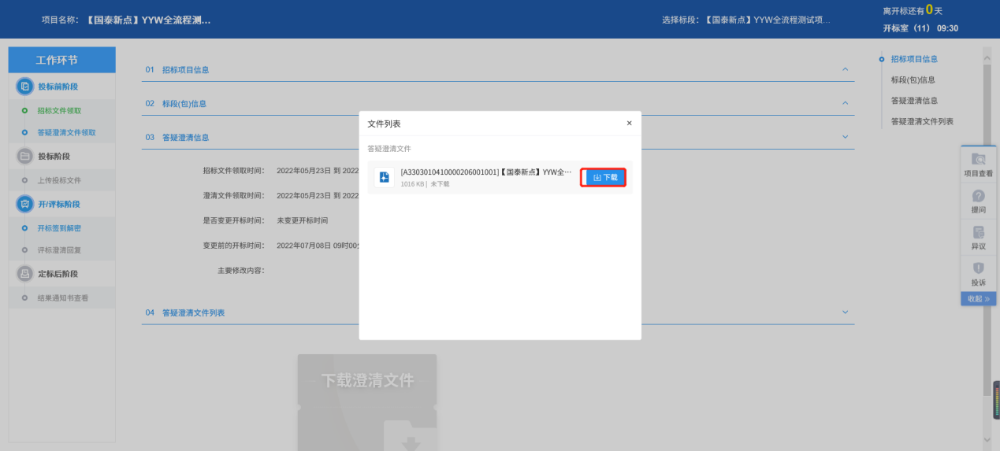 项目名称：【国泰新点】YYW全流程测...
选择标段：【国泰新点】YYW全流程测试项...
离开标还有0天
开标室（11） 09:30
工作环节
投标前阶段
招标文件领取
答疑澄清文件领取
投标阶段
上传投标文件
开/评标阶段
开标签到解密
评标澄清回复
定标后阶段
结果通知书查看
01 招标项目信息
02 标段(包)信息
03 答疑澄清信息
招标文件领取时间： 2022年05月23日 到 2022
澄清文件领取时间： 2022年05月23日 到 2022
是否变更开标时间： 未变更开标时间
变更前的开标时间： 2022年07月08日 09时00
主要修改内容：
04 答疑澄清文件列表
下载澄清文件
文件列表
×
答疑澄清文件
[A3303010410000206001001]【国泰新点】YYW全···
1016 KB | 未下载
下载
招标项目信息
标段(包)信息
答疑澄清信息
答疑澄清文件列表
项目查看
提问
异议
投诉
收起 »